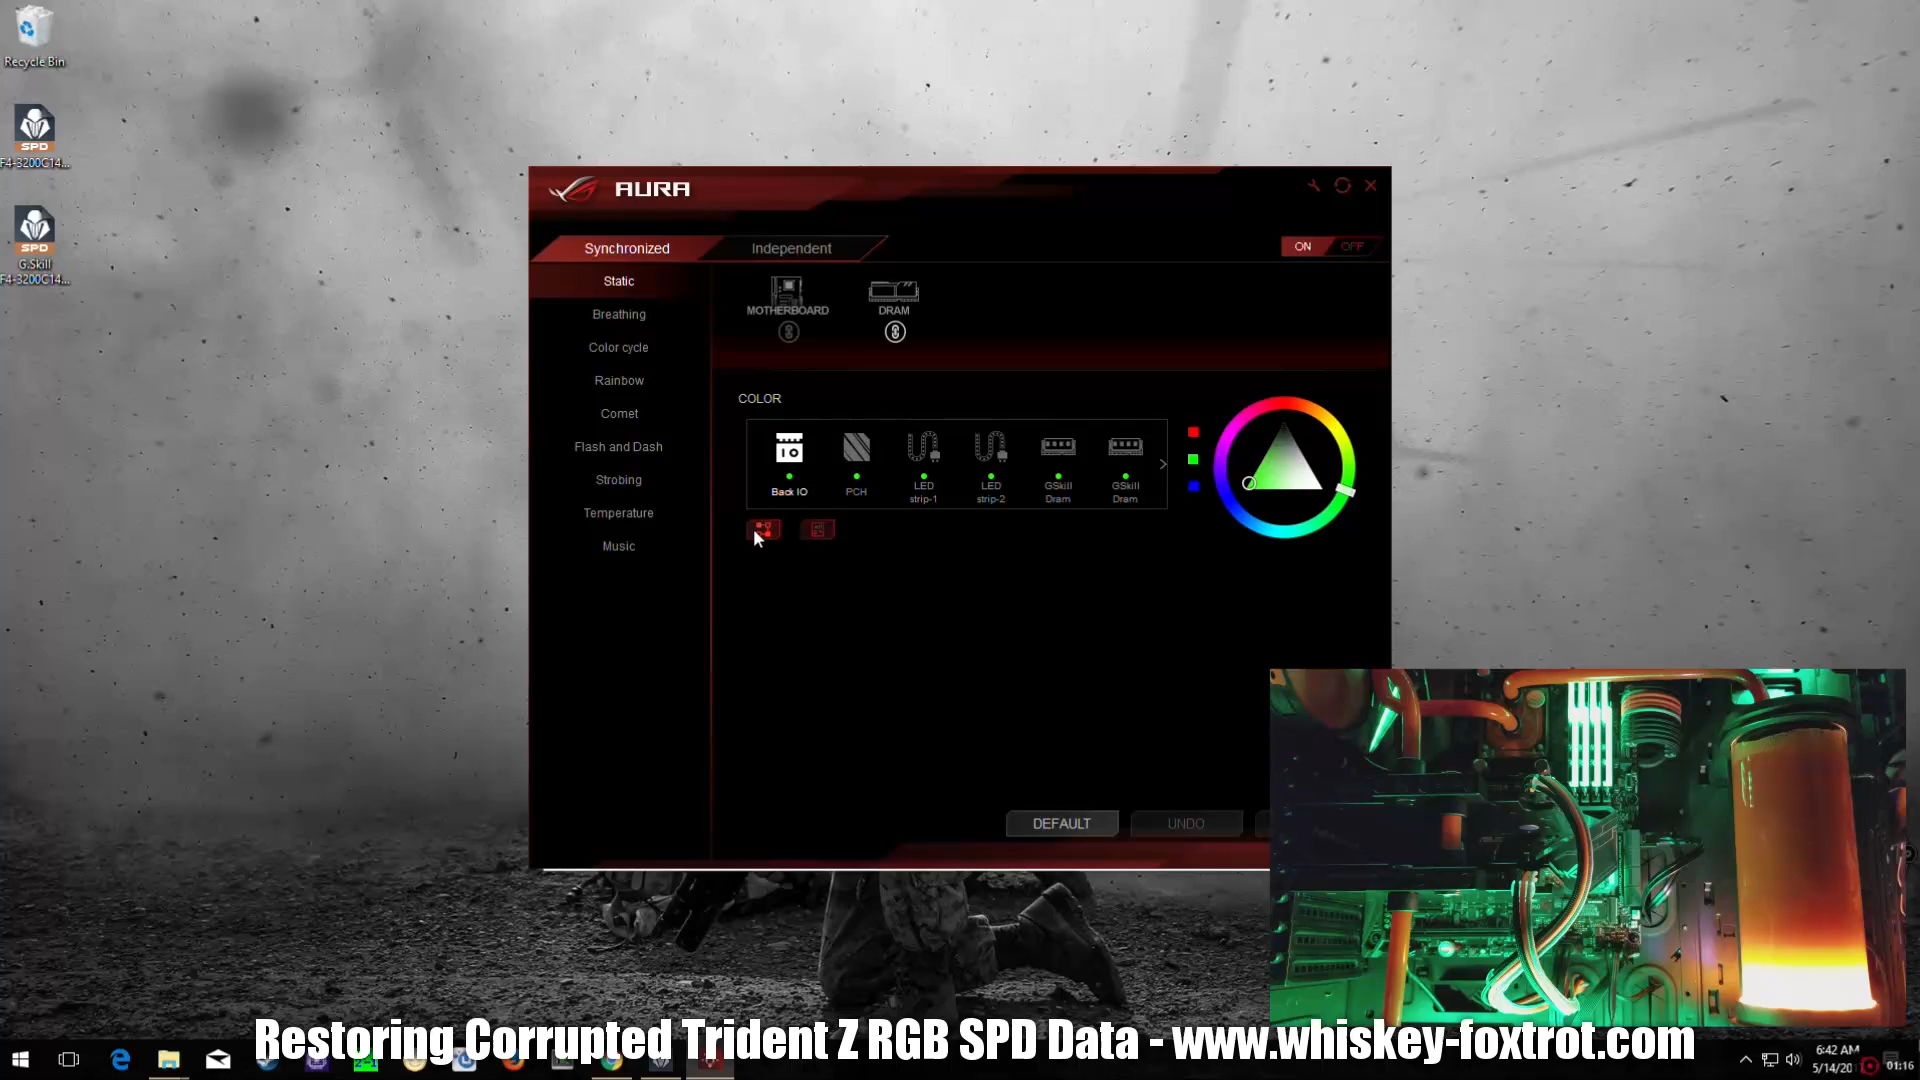 Recycle Bin
SPD
F4-3200C14...
SPD
G.Skill
F4-3200C14...
AURA
Synchronized
Independent
ON
OFF
Static
Breathing
Color cycle
Rainbow
Comet
Flash and Dash
Strobing
Temperature
Music
MOTHERBOARD
DRAM
COLOR
Back IO
PCH
LED
strip-1
LED
strip-2
GSkill
Dram
GSkill
Dram
DEFAULT
UNDO
Restoring Corrupted Trident Z RGB SPD Data - www.whiskey-foxtrot.com
6:42 AM
5/14/20
01:16